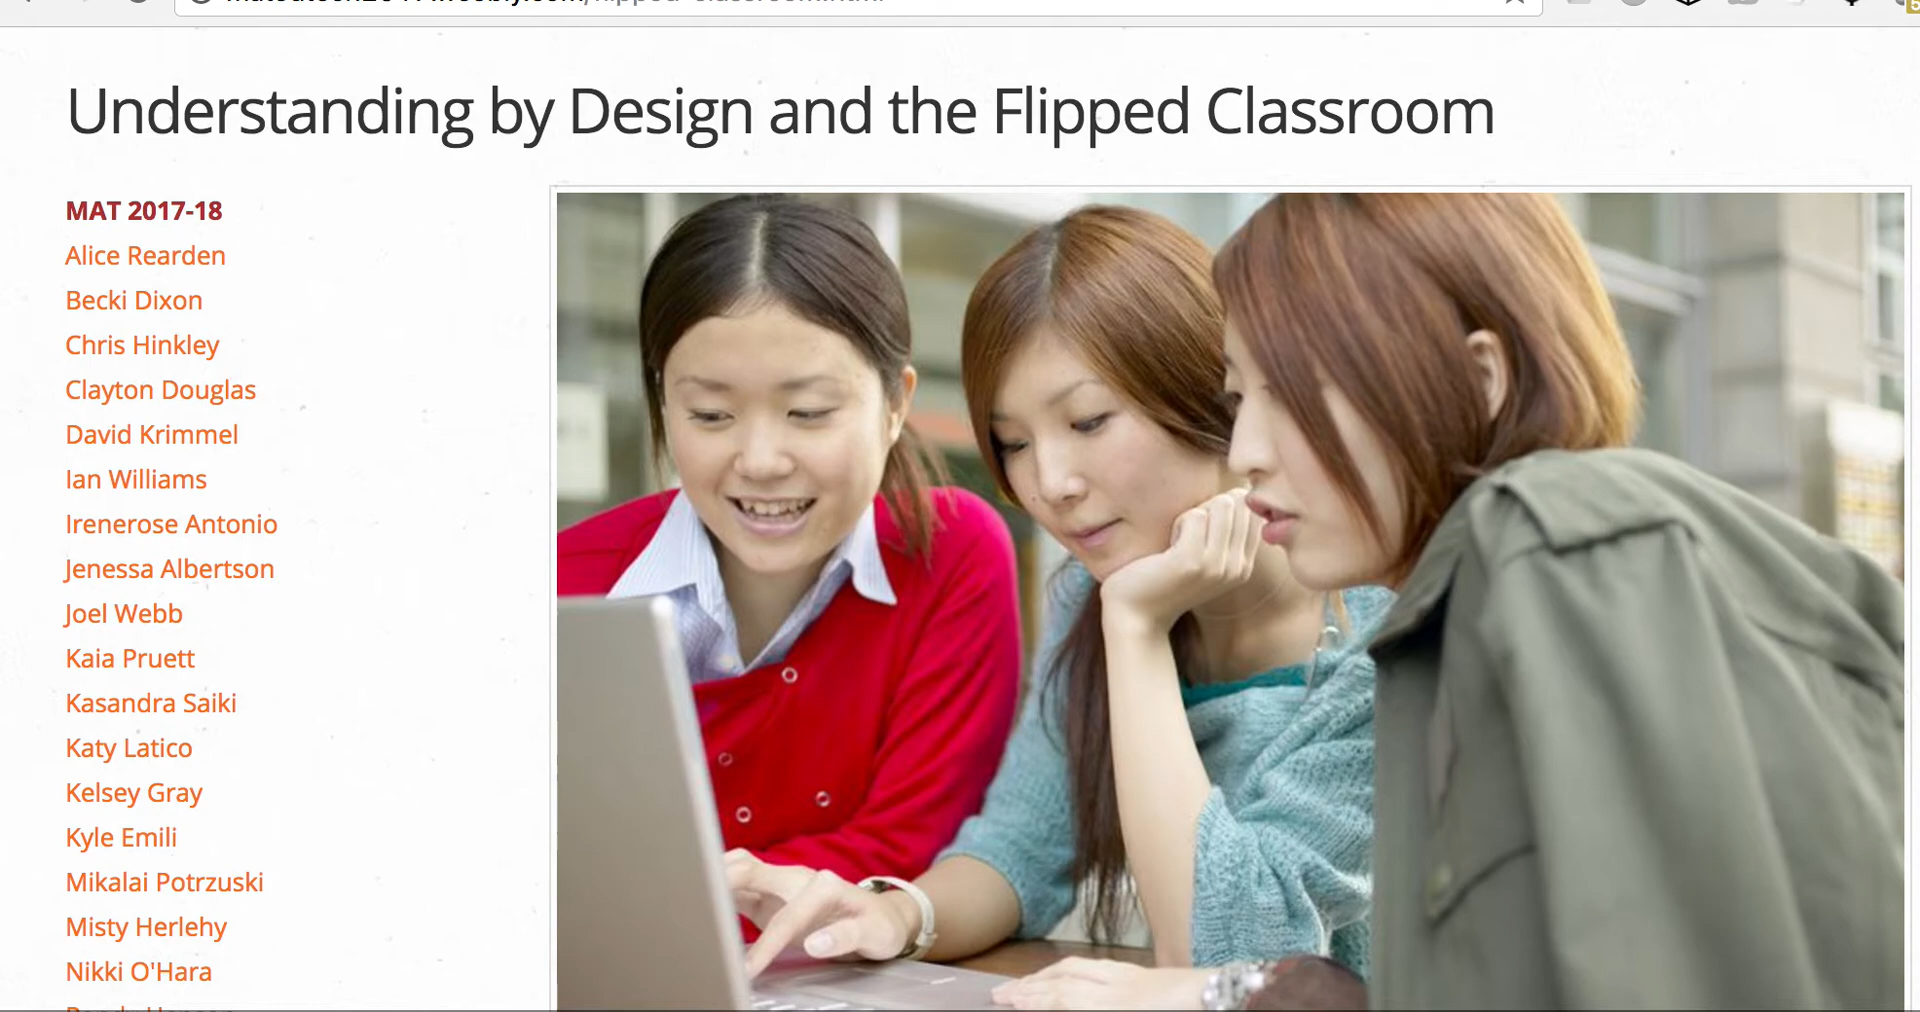 Understanding by Design and the Flipped Classroom
MAT 2017-18
Alice Rearden
Becki Dixon
Chris Hinkley
Clayton Douglas
David Krimmel
Ian Williams
Irenerose Antonio
Jenessa Albertson
Joel Webb
Kaia Pruett
Kasandra Saiki
Katy Latico
Kelsey Gray
Kyle Emili
Mikalai Potrzuski
Misty Herlehy
Nikki O'Hara